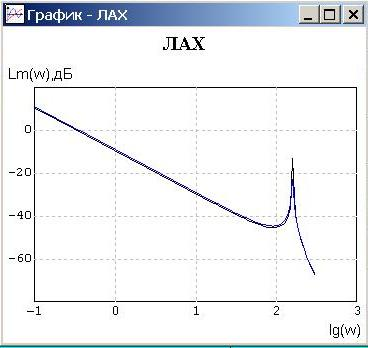 График - ЛАХ
ЛАХ
Lm(w),дБ
0
-20
-40
-60
-1 0 1 2 3
lg(w)